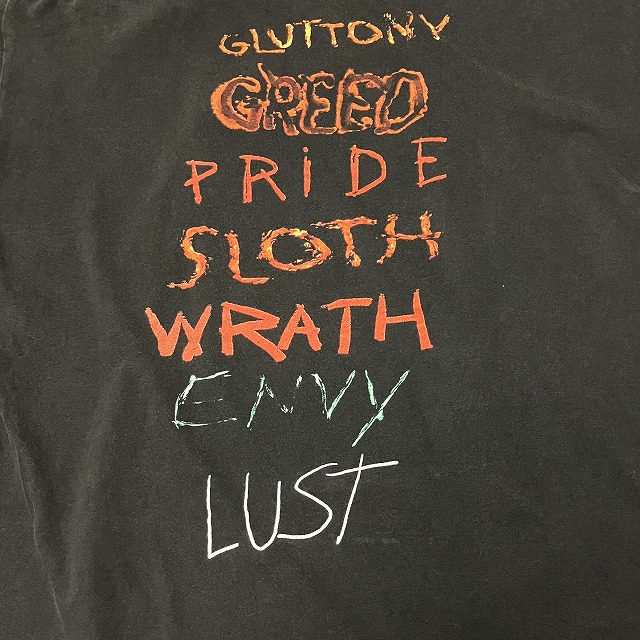 GLUTTONY
GREED
PRiDE
SLOTH
WRATH
ENVY
LUST